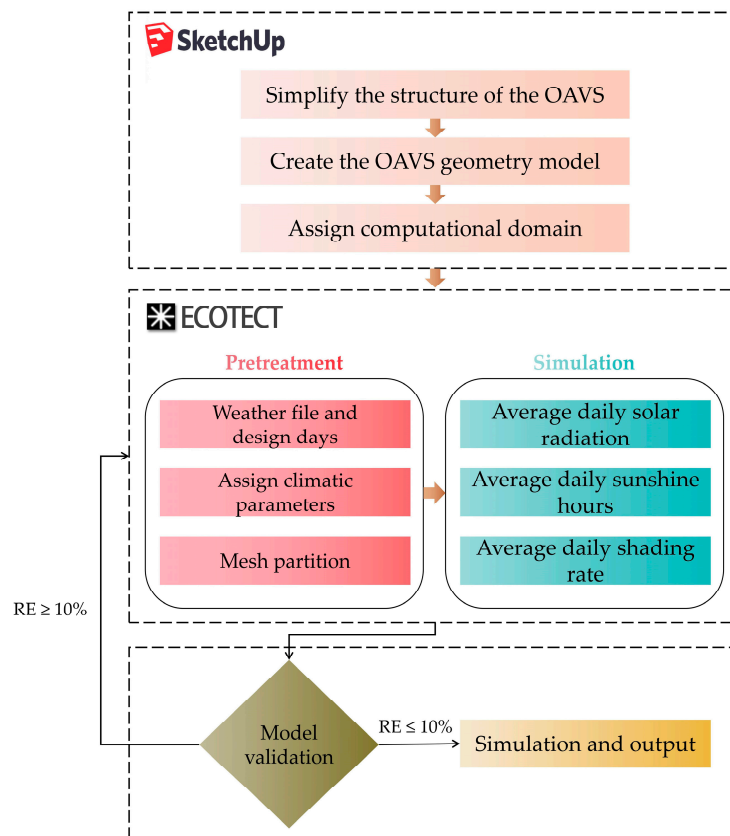 SketchUp
Simplify the structure of the OAVS
Create the OAVS geometry model
Assign computational domain
ECOTECT
Pretreatment
Weather file and
design days
Assign climatic
parameters
Mesh partition
Simulation
Average daily solar
radiation
Average daily sunshine
hours
Average daily shading
rate
RE ≥ 10%
Model
validation
RE ≤ 10%
Simulation and output